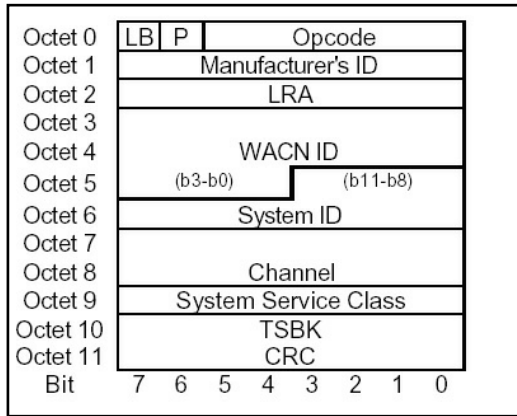 Octet 0 LB P Opcode
Octet 1 Manufacturer's ID
Octet 2 LRA
Octet 3
Octet 4 WACN ID
Octet 5 (b3-b0) (b11-b8)
Octet 6 System ID
Octet 7
Octet 8 Channel
Octet 9 System Service Class
Octet 10 TSBK
Octet 11 CRC
Bit 7 6 5 4 3 2 1 0